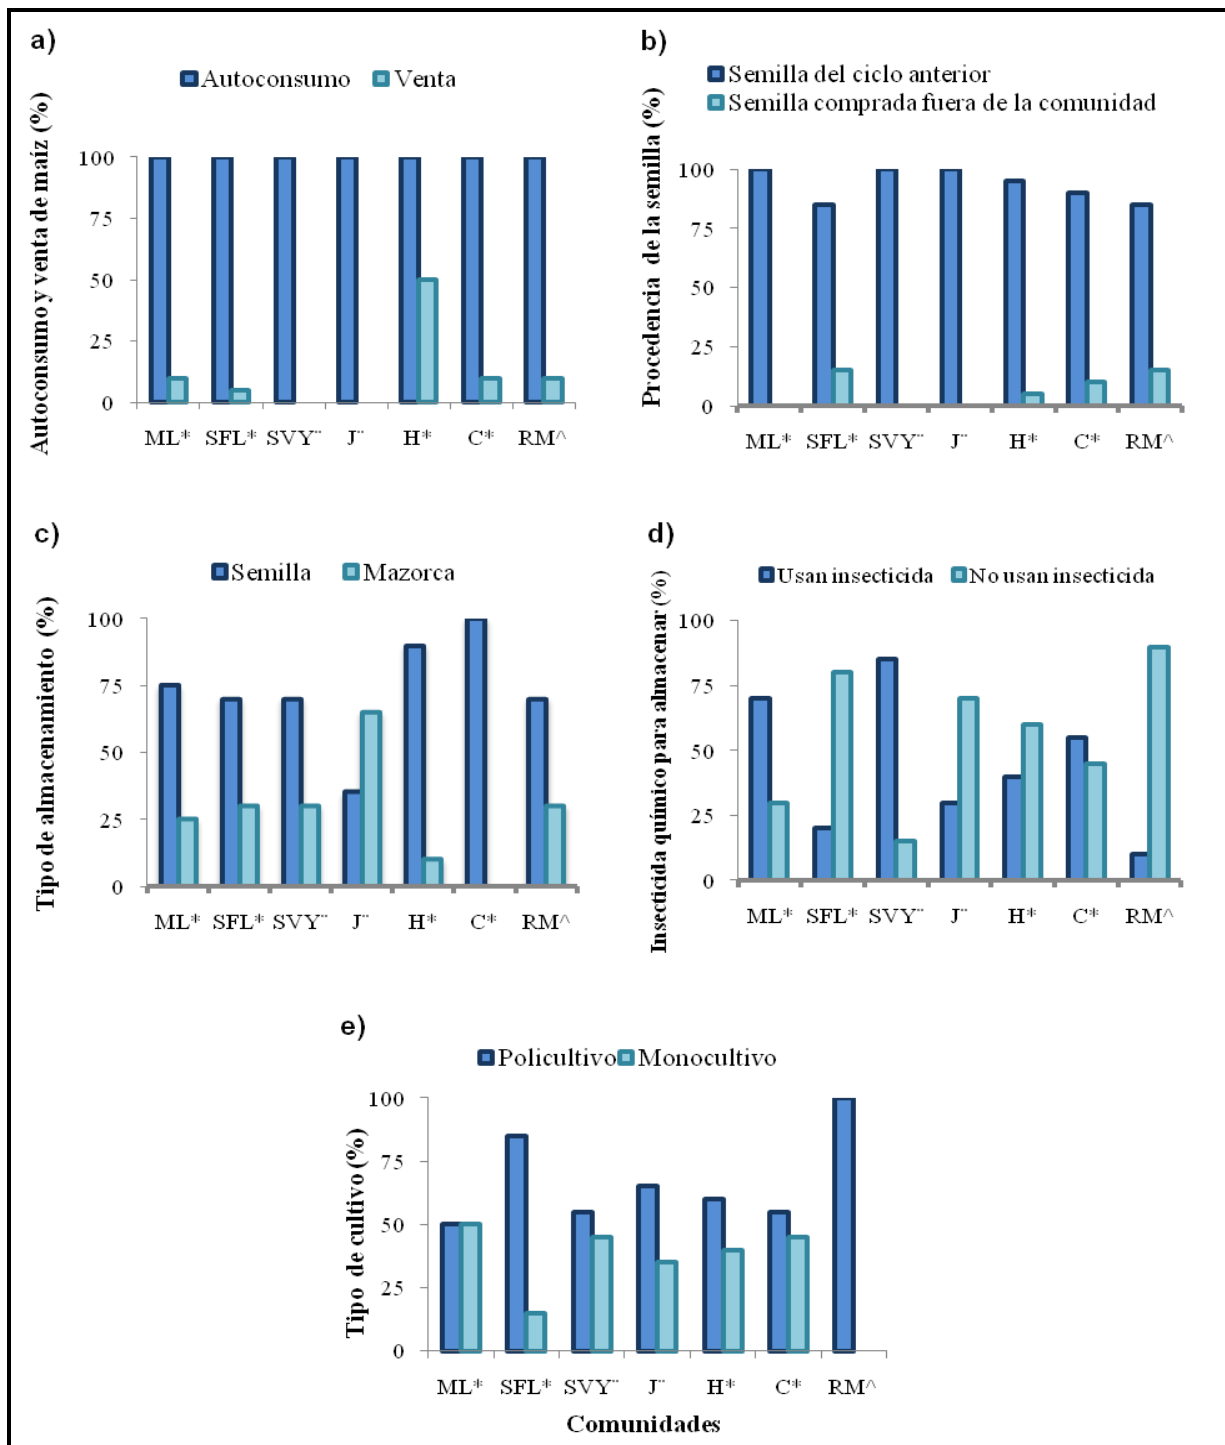 a)
Autoconsumo Venta
Autoconsumo y venta de maíz (%)
100
75
50
25
0
ML* SFL* SVY¨ J¨ H* C* RM^
b)
Semilla del ciclo anterior
Semilla comprada fuera de la comunidad
Procedencia de la semilla (%)
100
75
50
25
0
ML* SFL* SVY¨ J¨ H* C* RM^
c)
Semilla Mazorca
Tipo de almacenamiento (%)
100
75
50
25
0
ML* SFL* SVY¨ J¨ H* C* RM^
d)
Usan insecticida No usan insecticida
Insecticida químico para almacenar (%)
100
75
50
25
0
ML* SFL* SVY¨ J¨ H* C* RM^
e)
Policultivo Monocultivo
Tipo de cultivo (%)
100
75
50
25
0
ML* SFL* SVY¨ J¨ H* C* RM^
Comunidades